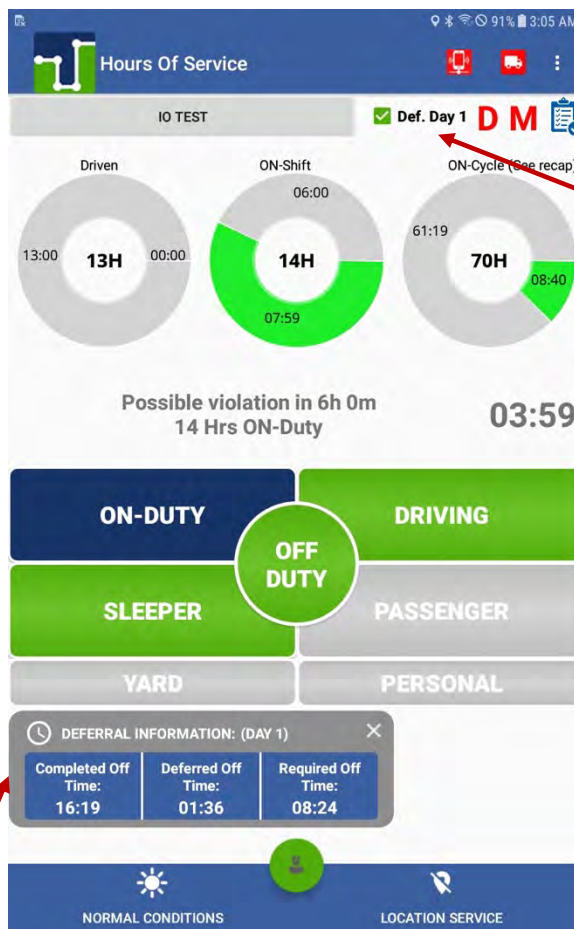 91% 3:05 AM
Hours Of Service
IO TEST
Def. Day 1 D M
Driven
ON-Shift
ON-Cycle (See recap)
06:00
61:19
13:00
13H
00:00
14H
70H
08:40
07:59
Possible violation in 6h 0m
14 Hrs ON-Duty
03:59
ON-DUTY
DRIVING
OFF
DUTY
SLEEPER
PASSENGER
YARD
PERSONAL
DEFERRAL INFORMATION: (DAY 1)
Completed Off
Time:
16:19
Deferred Off
Time:
01:36
Required Off
Time:
08:24
NORMAL CONDITIONS
LOCATION SERVICE